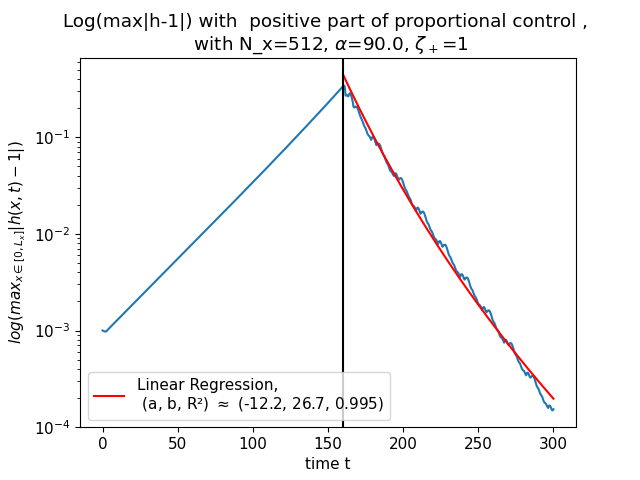 Log(max|h-1|) with  positive part of proportional control ,
with N_x=512, α=90.0, ζ₊=1
log(max_{x∈[0,L_x]}|h(x, t) − 1|)
10⁻¹
10⁻²
10⁻³
10⁻⁴
Linear Regression,
(a, b, R²) ≈ (-12.2, 26.7, 0.995)
0 50 100 150 200 250 300
time t